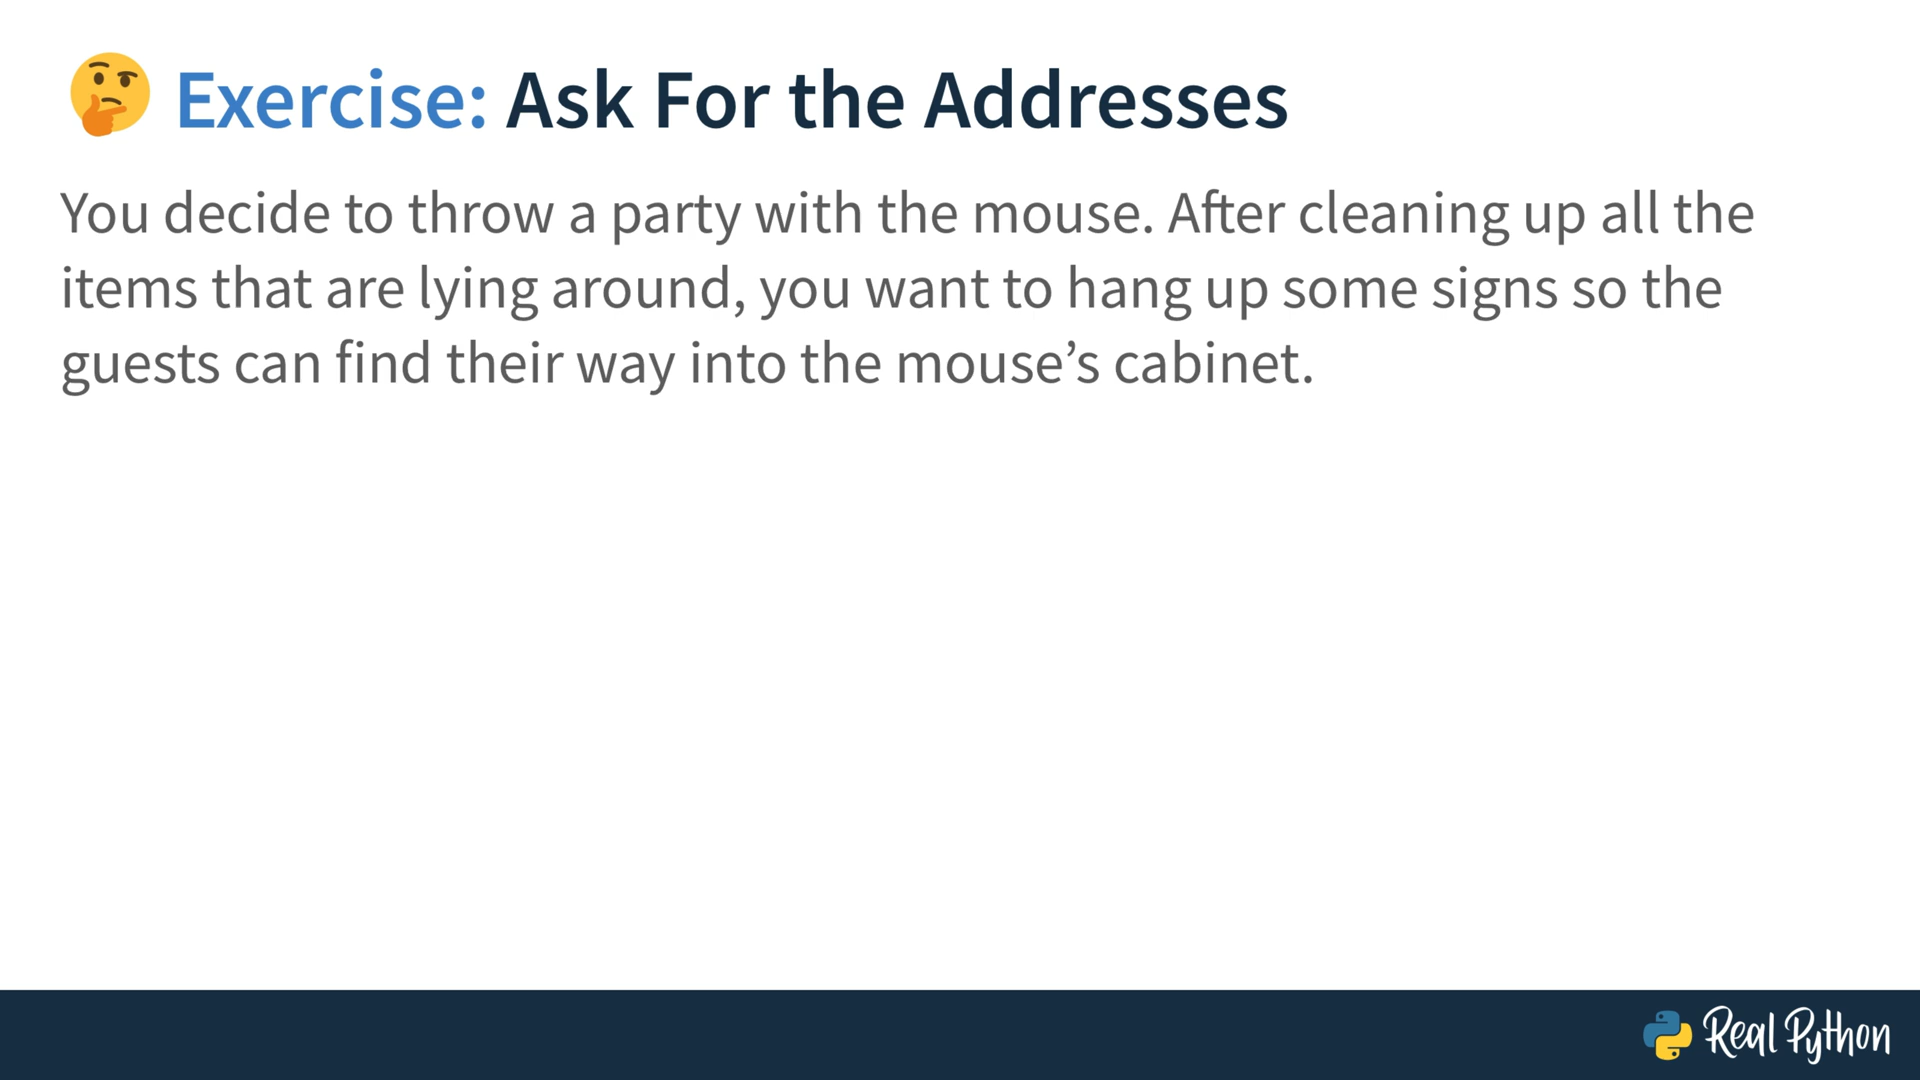 Exercise: Ask For the Addresses
You decide to throw a party with the mouse. After cleaning up all the
items that are lying around, you want to hang up some signs so the
guests can find their way into the mouse’s cabinet.
Real Python